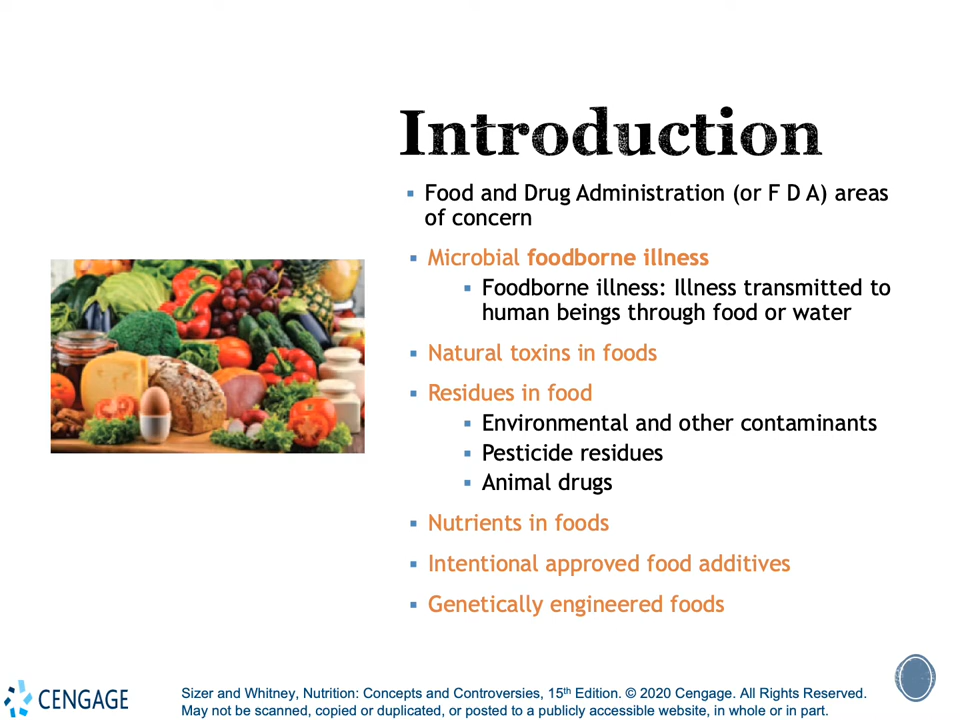 Introduction
▪ Food and Drug Administration (or F D A) areas
of concern
▪ Microbial foodborne illness
▪ Foodborne illness: Illness transmitted to
human beings through food or water
▪ Natural toxins in foods
▪ Residues in food
▪ Environmental and other contaminants
▪ Pesticide residues
▪ Animal drugs
▪ Nutrients in foods
▪ Intentional approved food additives
▪ Genetically engineered foods
CENGAGE
Sizer and Whitney, Nutrition: Concepts and Controversies, 15th Edition. © 2020 Cengage. All Rights Reserved.
May not be scanned, copied or duplicated, or posted to a publicly accessible website, in whole or in part.